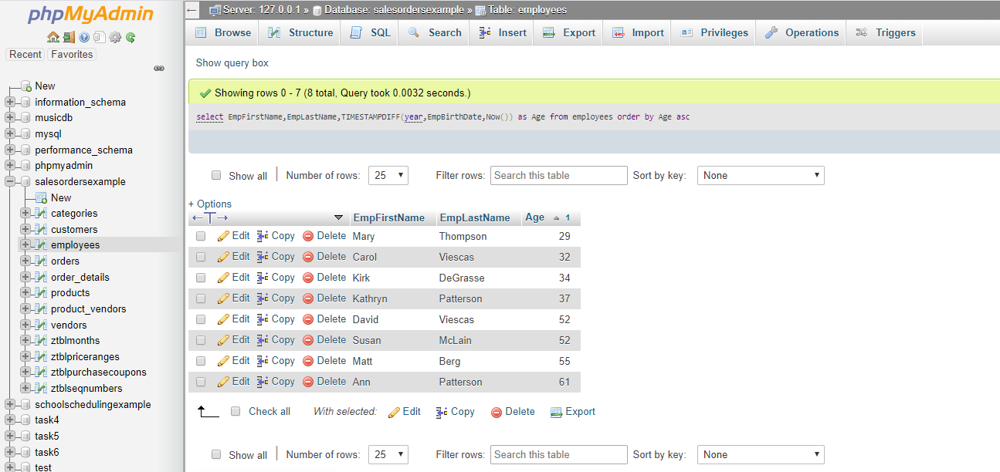 phpMyAdmin
Recent Favorites
New
information_schema
musicdb
mysql
performance_schema
phpmyadmin
salesordersexample
New
categories
customers
employees
orders
order_details
products
product_vendors
vendors
ztblmonths
ztblpriceranges
ztblpurchasecoupons
ztblseqnumbers
schoolschedulingexample
task4
task5
task6
test
Server: 127.0.0.1 » Database: salesordersexample » Table: employees
Browse Structure SQL Search Insert Export Import Privileges Operations Triggers
Show query box
Showing rows 0 - 7 (8 total, Query took 0.0032 seconds.)
select EmpFirstName,EmpLastName,TIMESTAMPDIFF(year,EmpBirthDate,Now()) as Age from employees order by Age asc
Show all Number of rows: 25 Filter rows: Search this table Sort by key: None
+ Options
EmpFirstName EmpLastName Age 1
Edit Copy Delete Mary Thompson 29
Edit Copy Delete Carol Viescas 32
Edit Copy Delete Kirk DeGrasse 34
Edit Copy Delete Kathryn Patterson 37
Edit Copy Delete David Viescas 52
Edit Copy Delete Susan McLain 52
Edit Copy Delete Matt Berg 55
Edit Copy Delete Ann Patterson 61
Check all With selected: Edit Copy Delete Export
Show all Number of rows: 25 Filter rows: Search this table Sort by key: None